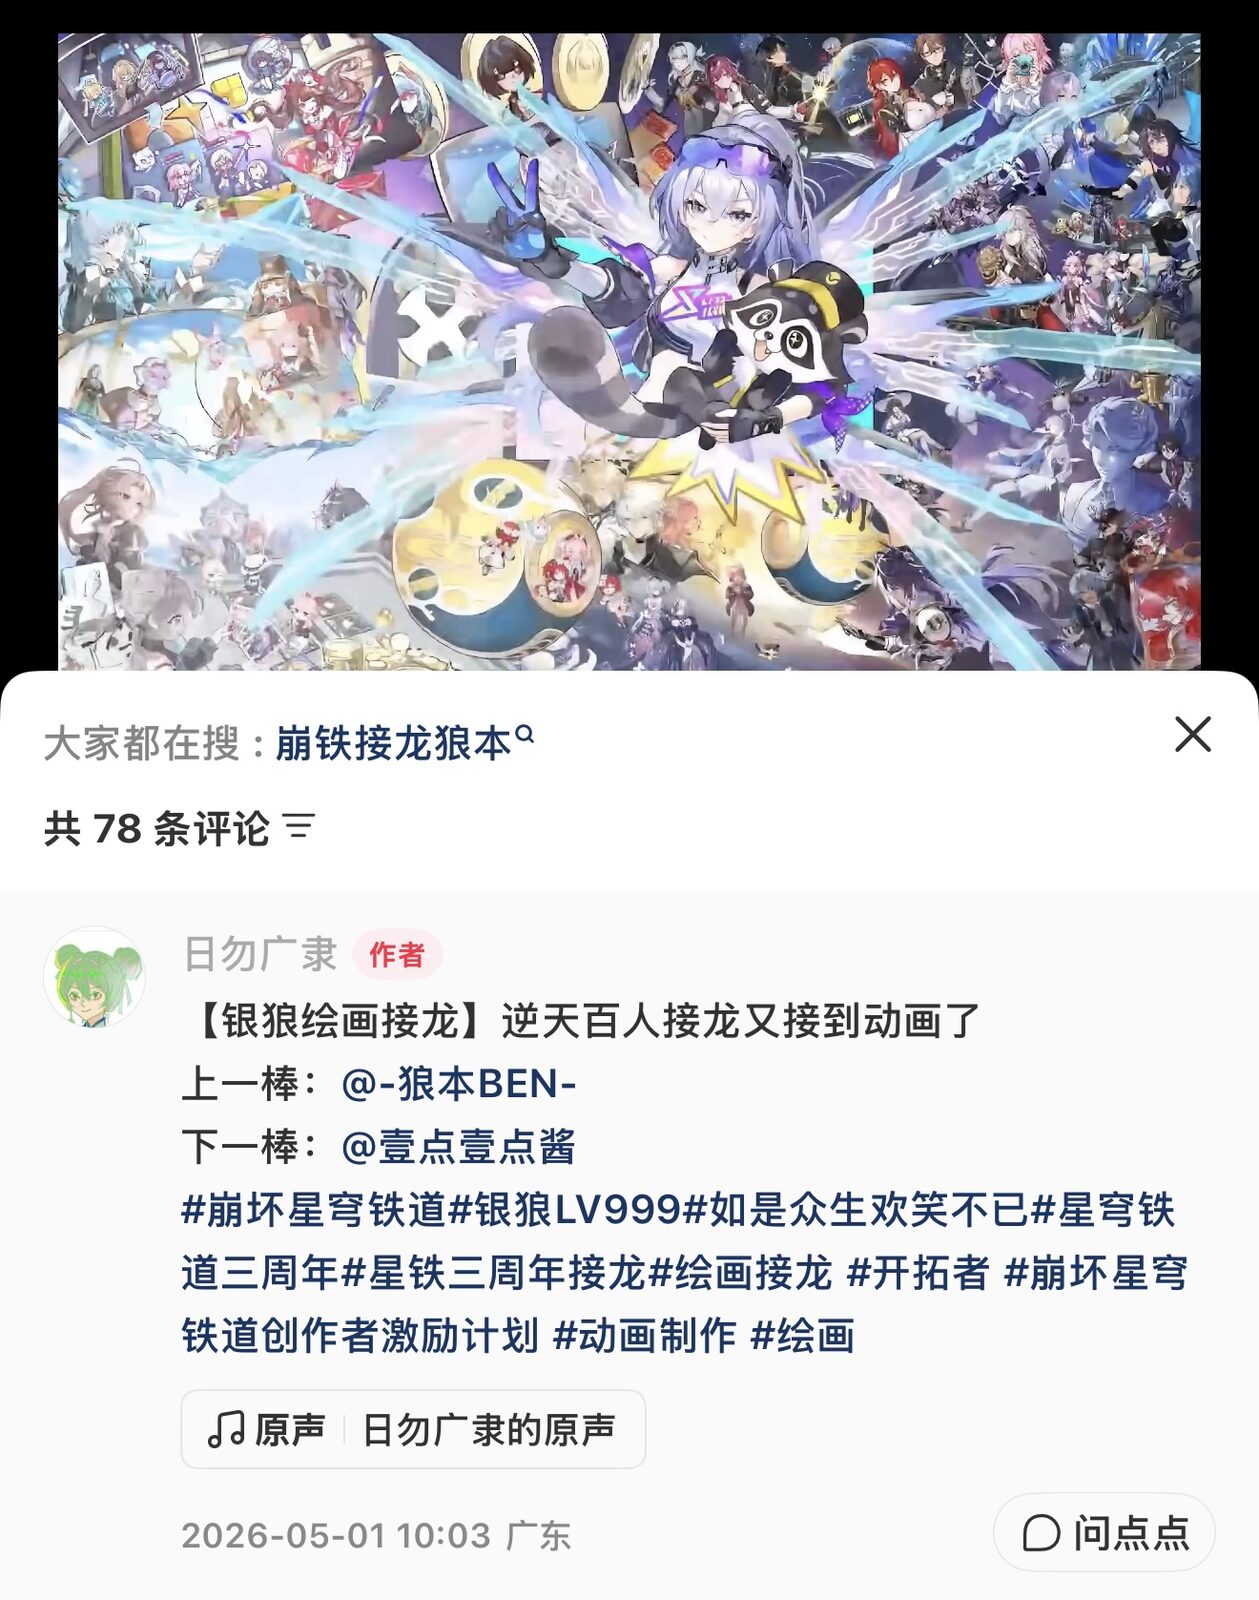 大家都在搜：崩铁接龙狼本
共 78 条评论
日勿广隶 作者
【银狼绘画接龙】逆天百人接龙又接到动画了
上一棒：@-狼本BEN-
下一棒：@壹点壹点酱
#崩坏星穹铁道#银狼LV999#如是众生欢笑不已#星穹铁
道三周年#星铁三周年接龙#绘画接龙 #开拓者 #崩坏星穹
铁道创作者激励计划 #动画制作 #绘画
原声 日勿广隶的原声
2026-05-01 10:03 广东
问点点